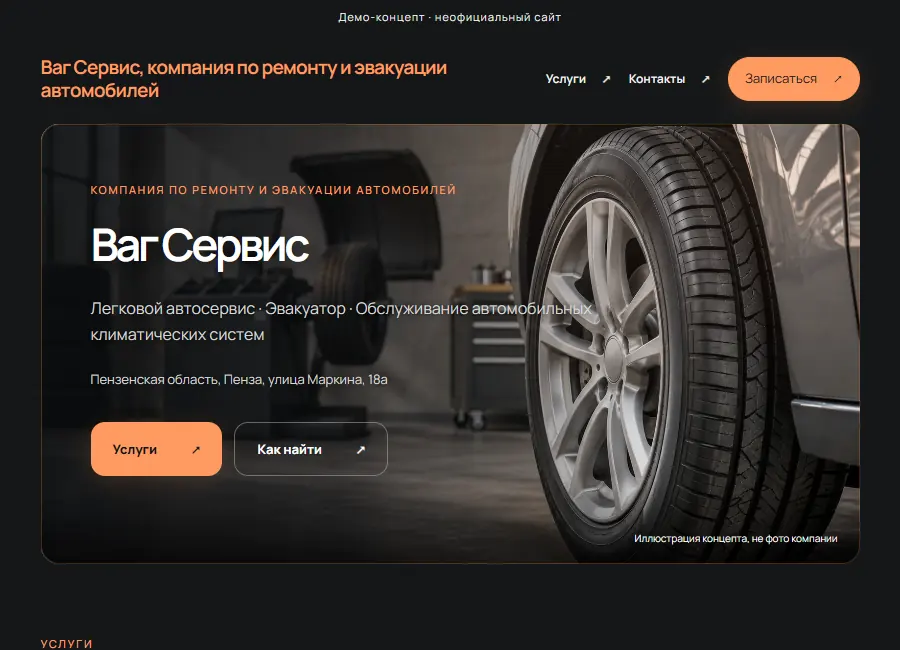 Демо-концепт · неофициальный сайт
Ваг Сервис, компания по ремонту и эвакуации
автомобилей
Услуги ↗ Контакты ↗ Записаться ↗
КОМПАНИЯ ПО РЕМОНТУ И ЭВАКУАЦИИ АВТОМОБИЛЕЙ
Ваг Сервис
Легковой автосервис · Эвакуатор · Обслуживание автомобильных
климатических систем
Пензенская область, Пенза, улица Маркина, 18а
Услуги ↗ Как найти ↗
Иллюстрация концепта, не фото компании
УСЛУГИ